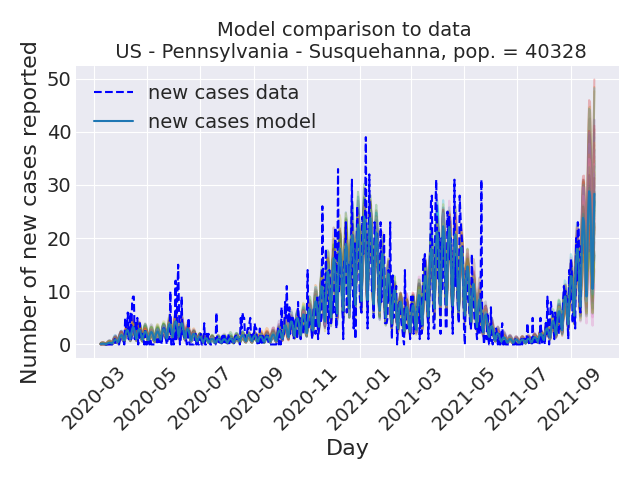 Model comparison to data
US - Pennsylvania - Susquehanna, pop. = 40328
Number of new cases reported
50
40
30
20
10
0
new cases data
new cases model
2020-03
2020-05
2020-07
2020-09
2020-11
2021-01
2021-03
2021-05
2021-07
2021-09
Day